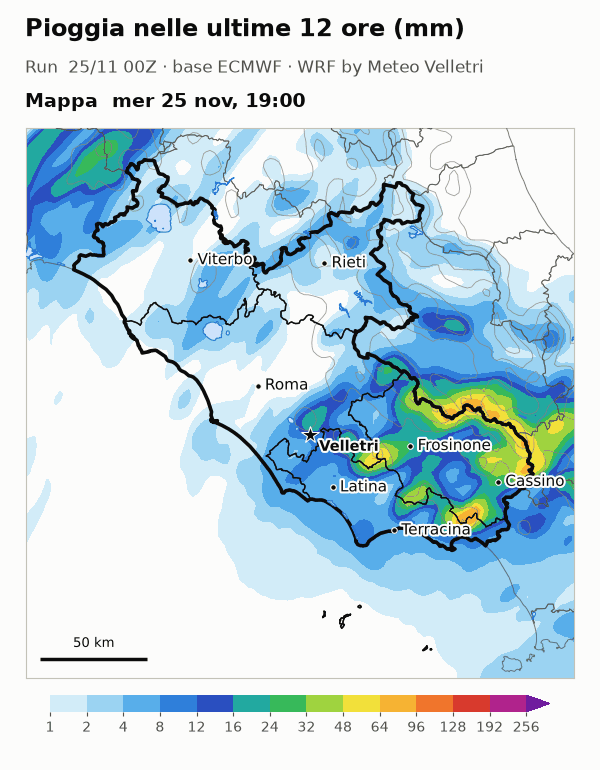 Pioggia nelle ultime 12 ore (mm)
Run  25/11 00Z · base ECMWF · WRF by Meteo Velletri
Mappa  mer 25 nov, 19:00
Viterbo
Rieti
Roma
Velletri
Frosinone
Latina
Cassino
Terracina
50 km
1 2 4 8 12 16 24 32 48 64 96 128 192 256